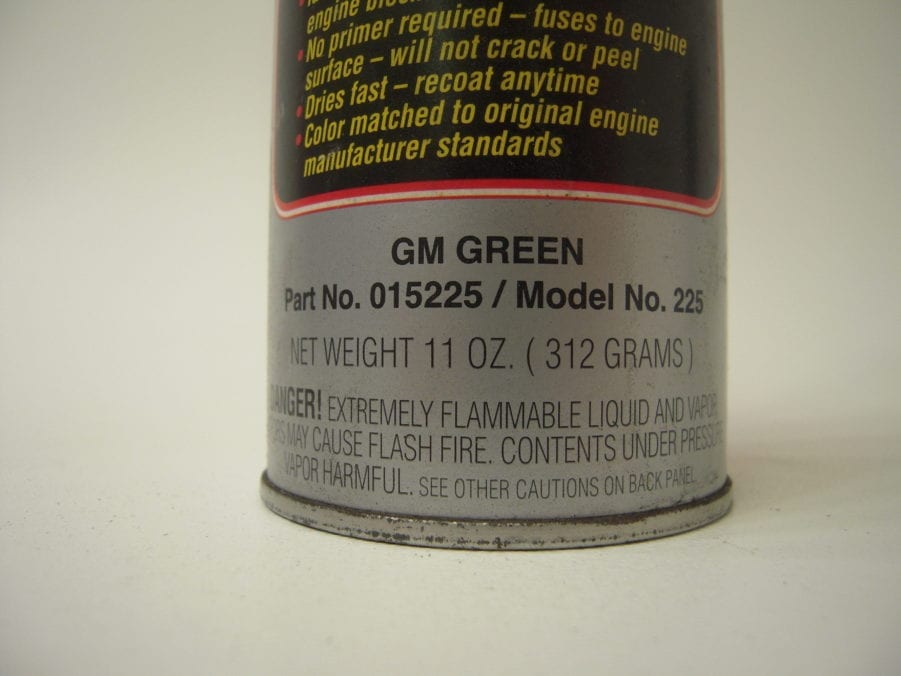 engine block
• No primer required – fuses to engine
surface – will not crack or peel
• Dries fast – recoat anytime
• Color matched to original engine
manufacturer standards
GM GREEN
Part No. 015225 / Model No. 225
NET WEIGHT 11 OZ. ( 312 GRAMS )
DANGER! EXTREMELY FLAMMABLE LIQUID AND VAPOR.
MAY CAUSE FLASH FIRE. CONTENTS UNDER PRESSURE
VAPOR HARMFUL. SEE OTHER CAUTIONS ON BACK PANEL.